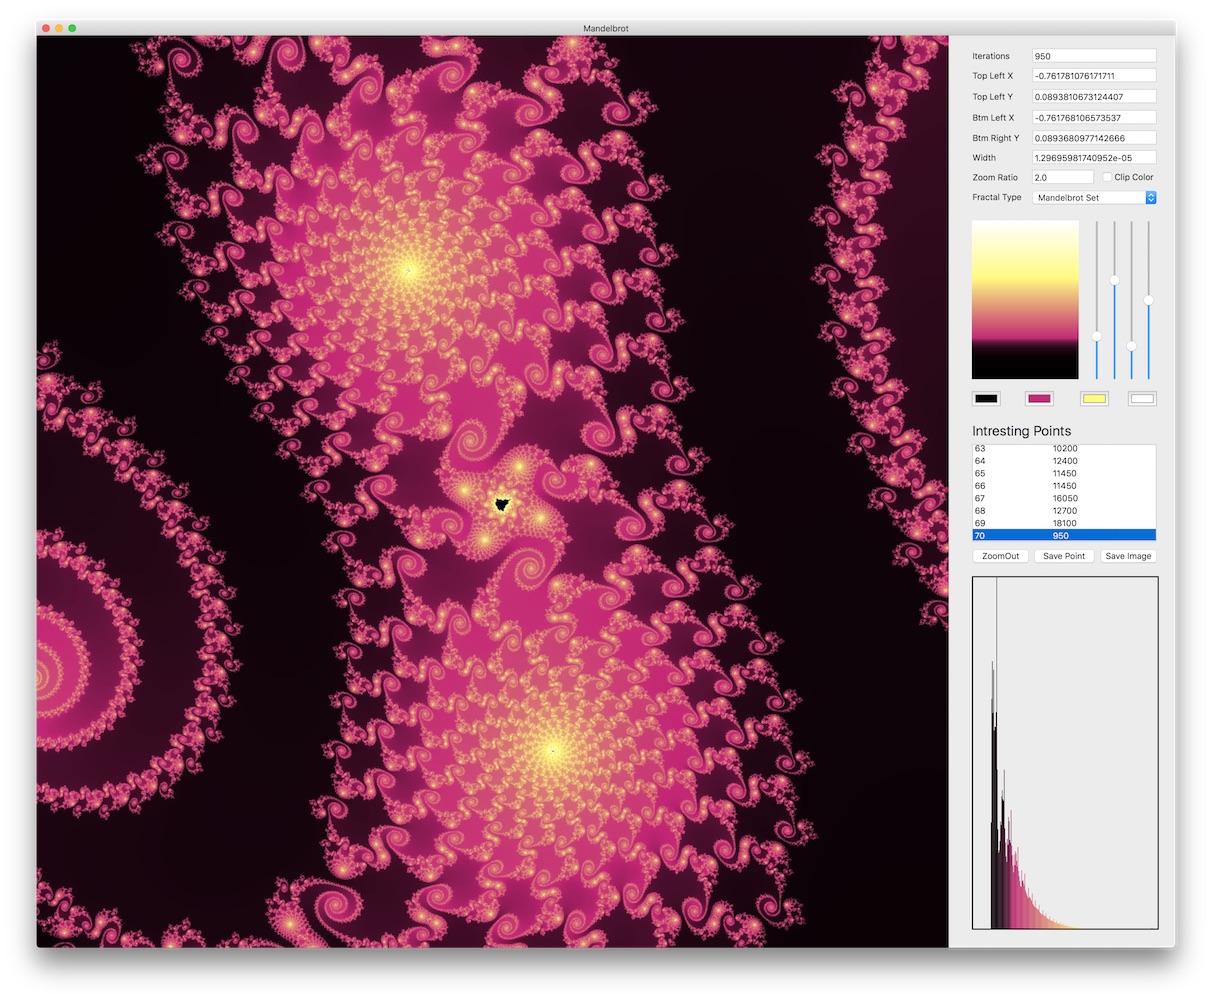 Mandelbrot
Iterations 950
Top Left X -0.761781076171711
Top Left Y 0.0893810673124407
Btm Left X -0.761768106573537
Btm Right Y 0.0893680977142666
Width 1.29695981740952e-05
Zoom Ratio 2.0 Clip Color
Fractal Type Mandelbrot Set
Intresting Points
63 10200
64 12400
65 11450
66 11450
67 16050
68 12700
69 18100
70 950
ZoomOut Save Point Save Image